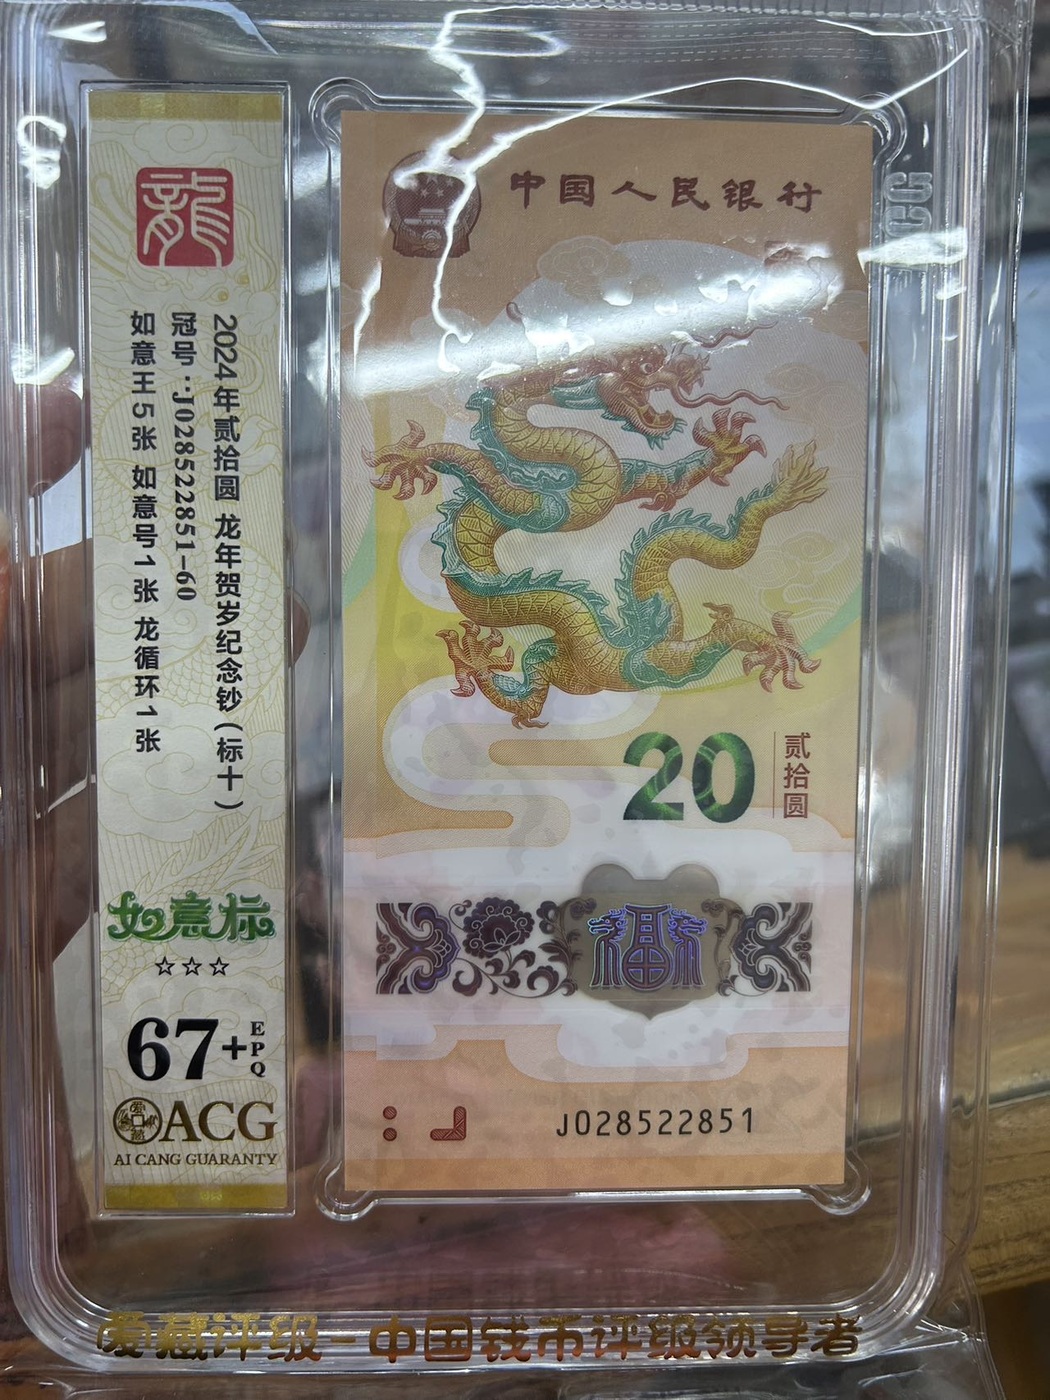 龍
2024年贰拾圆 龙年贺岁纪念钞(标十)
冠号:J028522851-60
如意王5张 如意号1张 龙循环1张
如意标
☆☆☆
67+
EPQ
ACG
AI CANG GUARANTY
中国人民银行
20
贰拾圆
J028522851
爱藏评级 中国钱币评级领导者